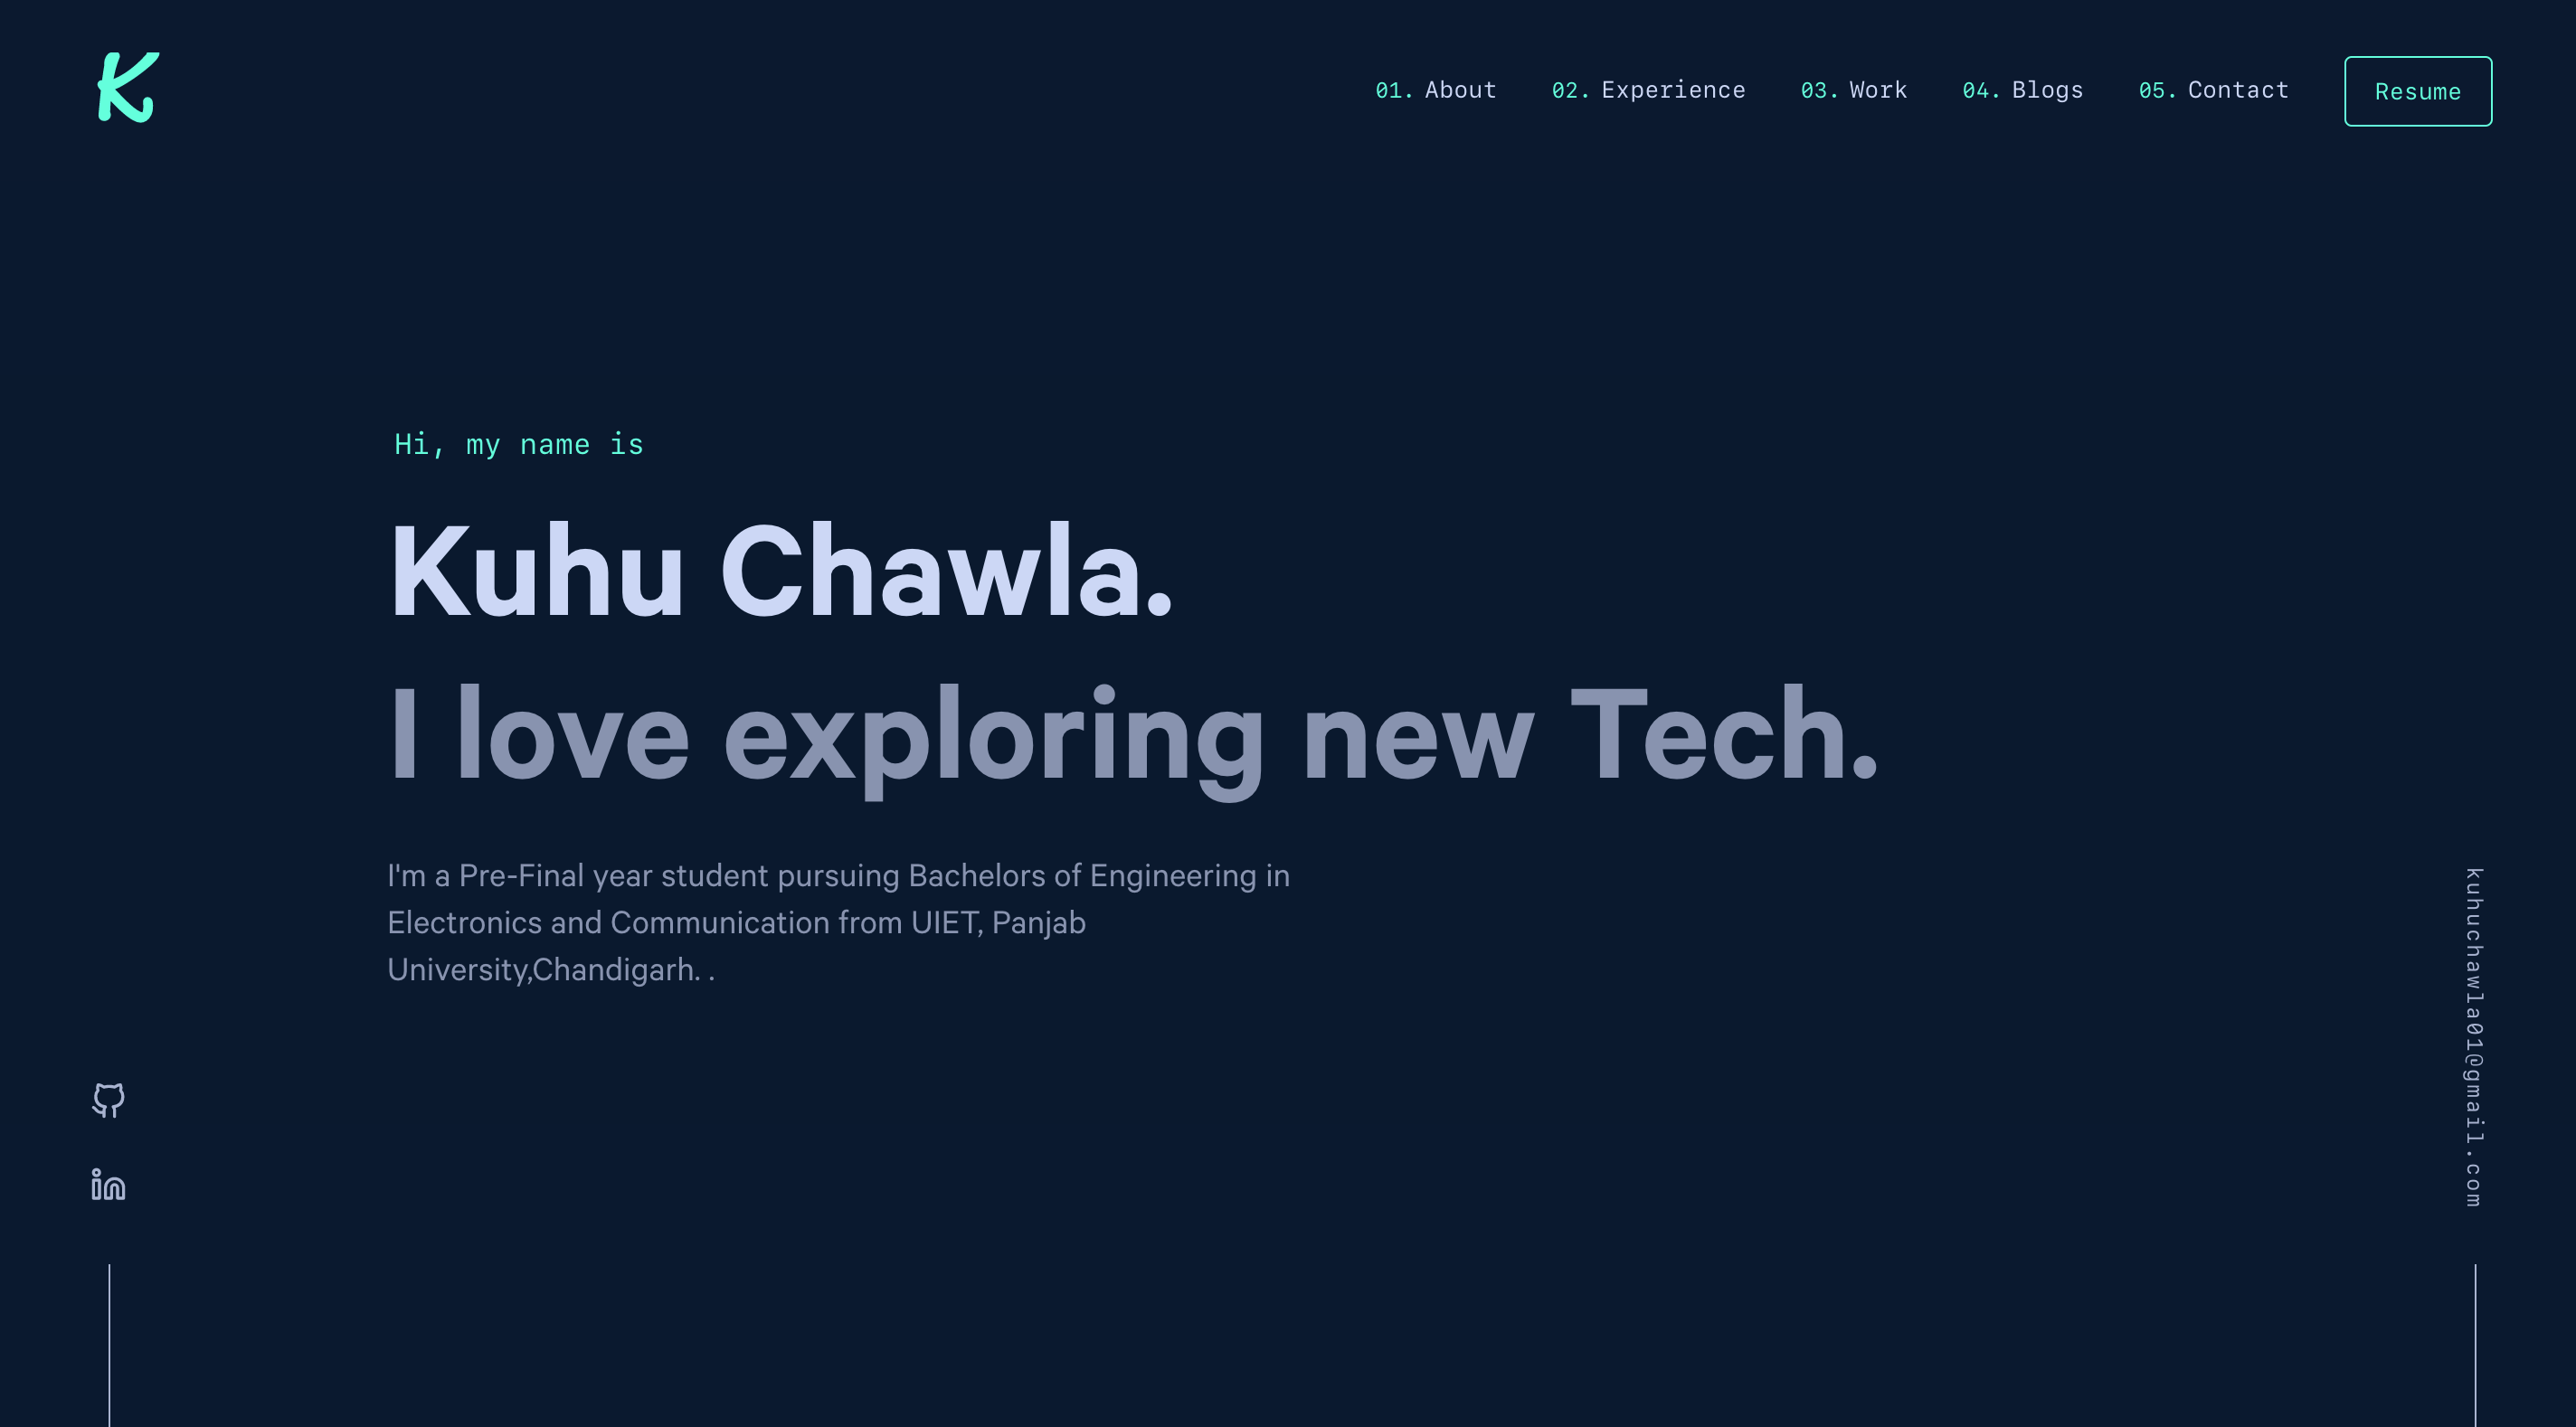 K
01. About 02. Experience 03. Work 04. Blogs 05. Contact Resume
Hi, my name is
Kuhu Chawla.
I love exploring new Tech.
I'm a Pre-Final year student pursuing Bachelors of Engineering in
Electronics and Communication from UIET, Panjab
University,Chandigarh. .
kuhuchawla01@gmail.com
in